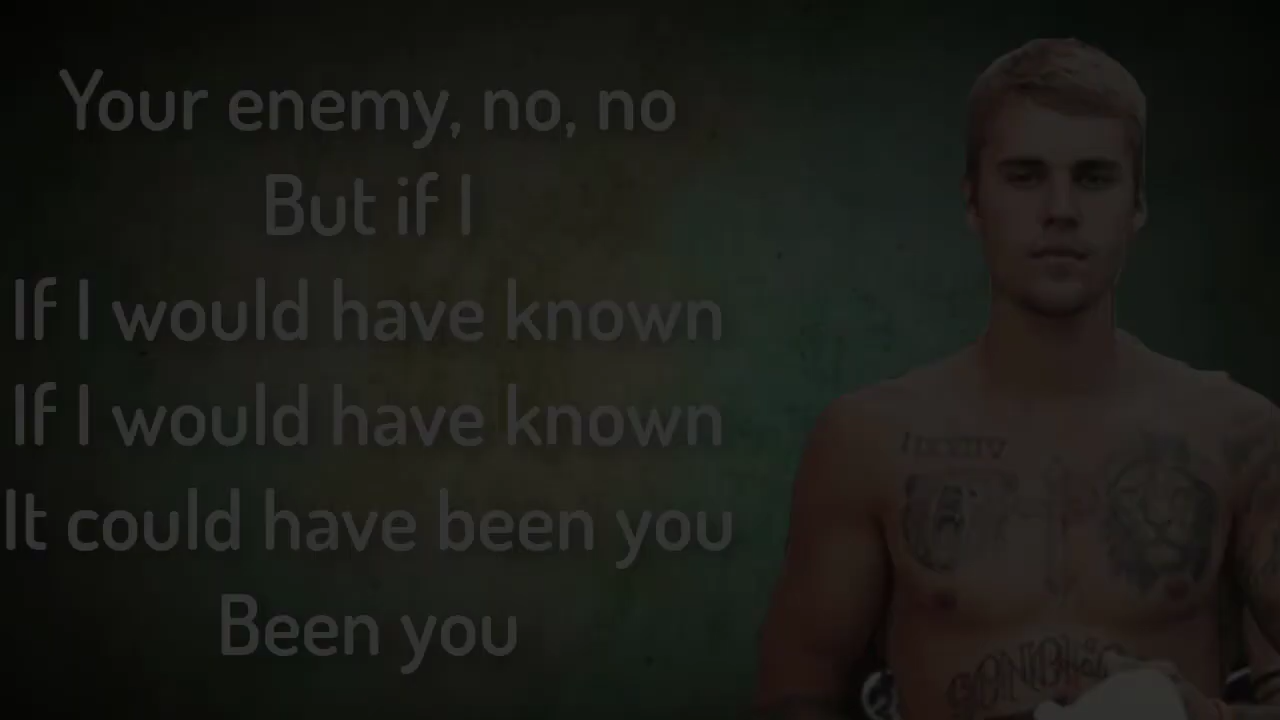 Your enemy, no, no
But if I
If I would have known
If I would have known
It could have been you
Been you